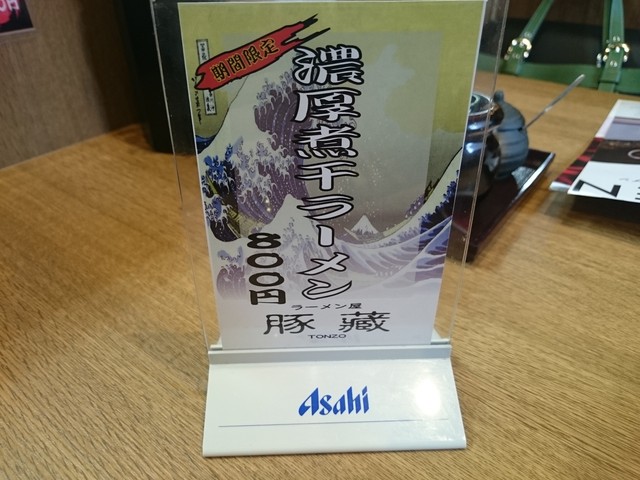 期間限定
濃厚煮干ラーメン
800円
ラーメン屋
豚蔵
TONZO
Asahi